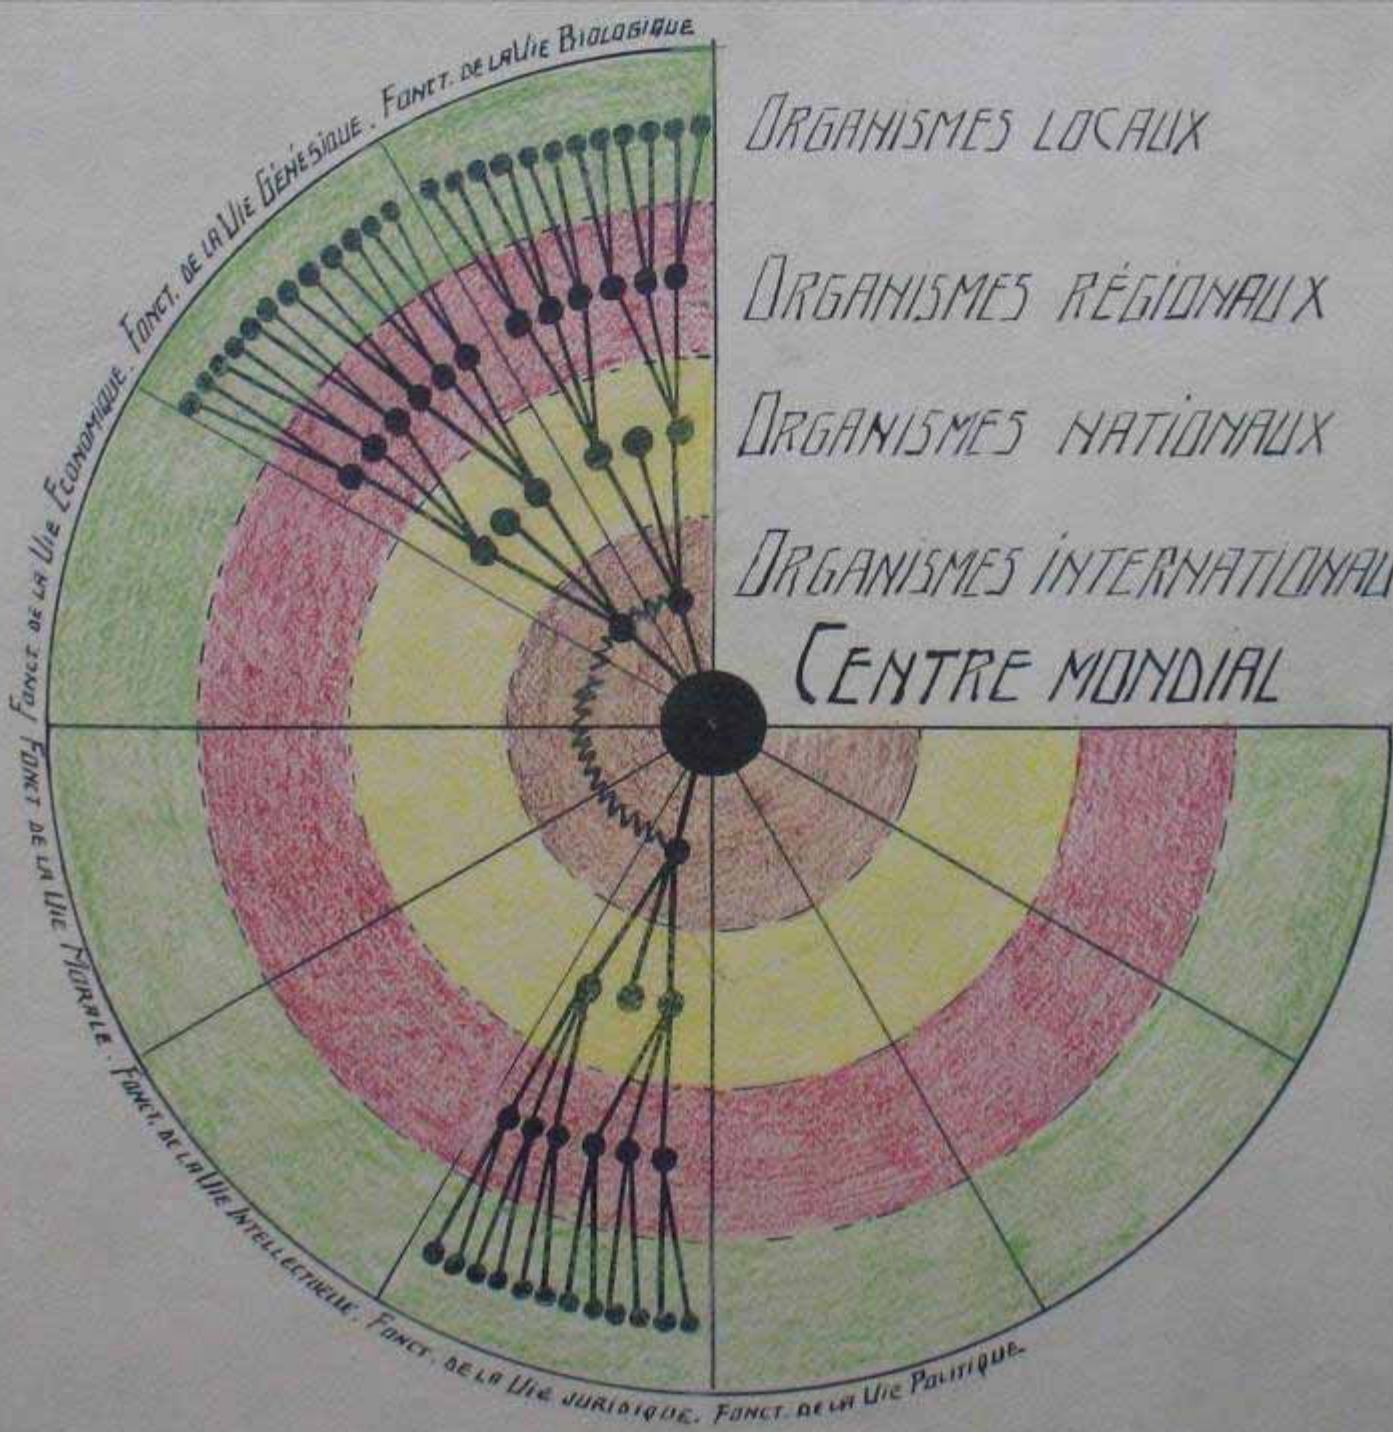 ORGANISMES LOCAUX
ORGANISMES RÉGIONAUX
ORGANISMES NATIONAUX
ORGANISMES INTERNATIONAU
CENTRE MONDIAL
FONCT. DE LA VIE BIOLOGIQUE
FONCT. DE LA VIE GÉNÉSIQUE.
FONCT DE LA VIE ECONOMIQUE.
FONCT DE LA VIE MORALE.
FONCT. DE LA VIE INTELLECTUELLE.
FONCT. DE LA VIE JURIDIQUE.
FONCT. DE LA VIE POLITIQUE.